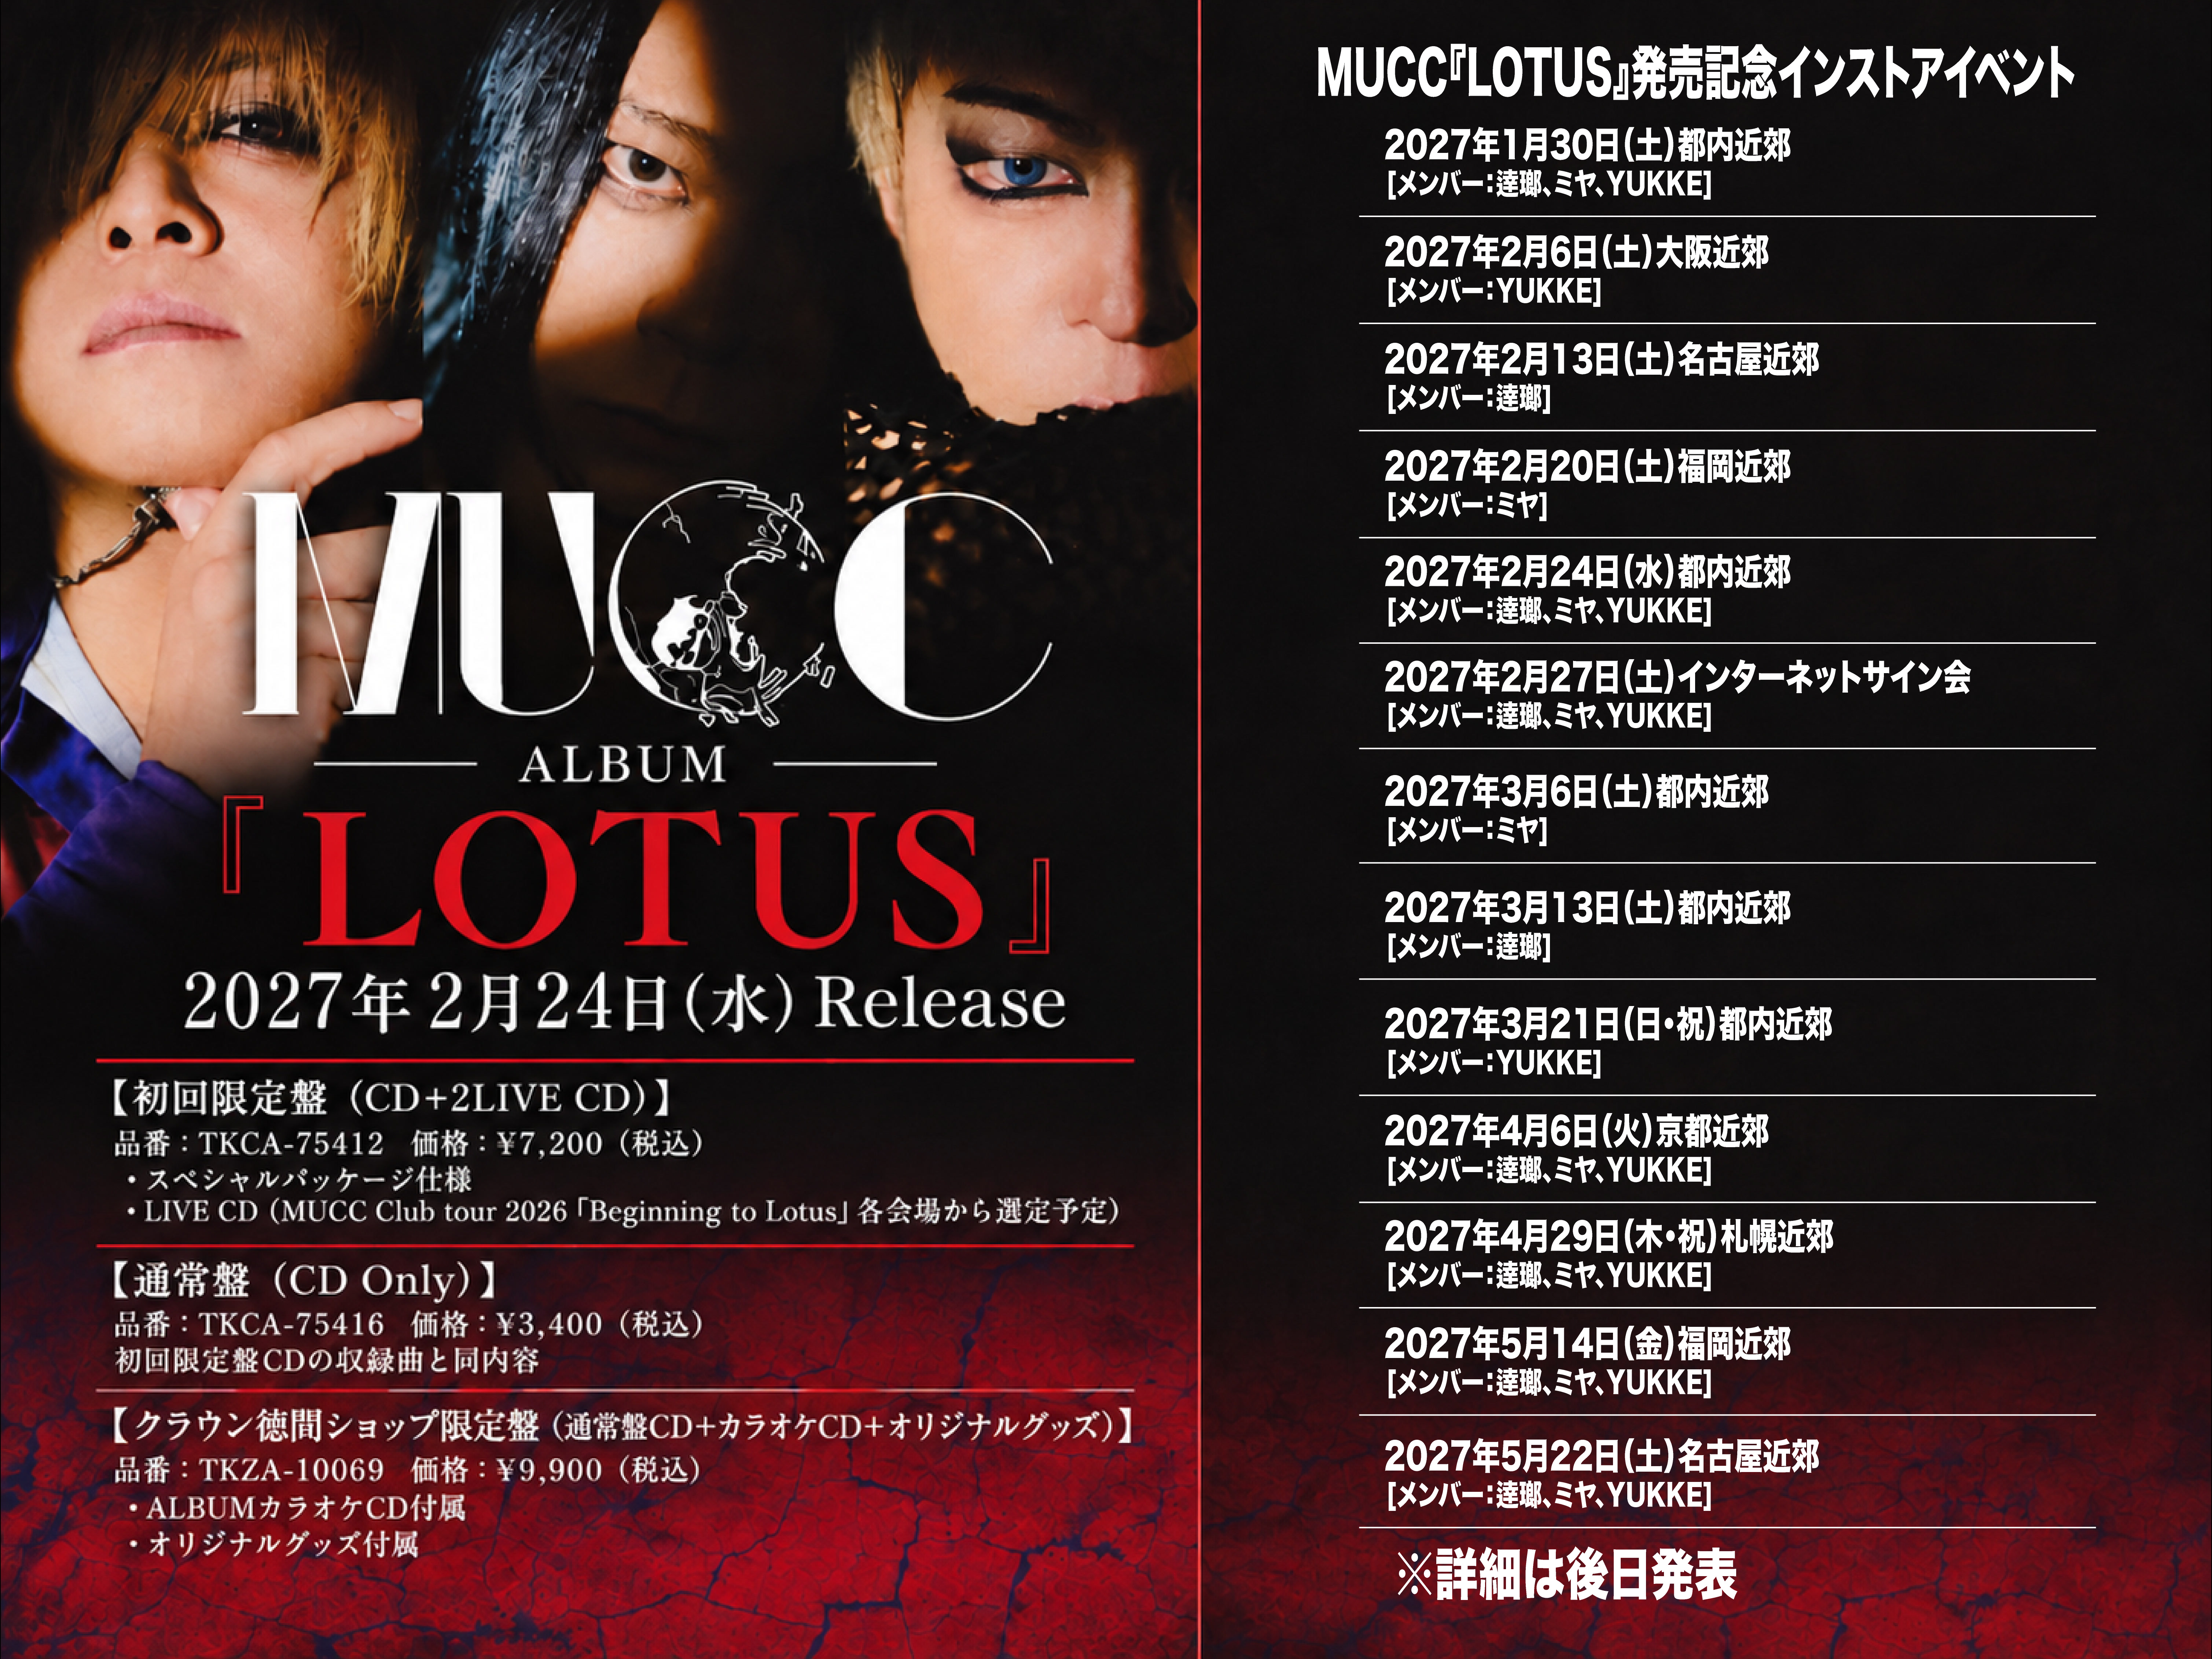 MUCC
ALBUM
『LOTUS』
2027年2月24日(水) Release
【初回限定盤（CD+2LIVE CD）】
品番：TKCA-75412　価格：¥7,200（税込）
・スペシャルパッケージ仕様
・LIVE CD（MUCC Club tour 2026「Beginning to Lotus」各会場から選定予定）
【通常盤（CD Only）】
品番：TKCA-75416　価格：¥3,400（税込）
初回限定盤CDの収録曲と同内容
【クラウン徳間ショップ限定盤（通常盤CD+カラオケCD+オリジナルグッズ）】
品番：TKZA-10069　価格：¥9,900（税込）
・ALBUMカラオケCD付属
・オリジナルグッズ付属
MUCC『LOTUS』発売記念インストアイベント
2027年1月30日(土)都内近郊
[メンバー：逹瑯、ミヤ、YUKKE]
2027年2月6日(土)大阪近郊
[メンバー：YUKKE]
2027年2月13日(土)名古屋近郊
[メンバー：逹瑯]
2027年2月20日(土)福岡近郊
[メンバー：ミヤ]
2027年2月24日(水)都内近郊
[メンバー：逹瑯、ミヤ、YUKKE]
2027年2月27日(土)インターネットサイン会
[メンバー：逹瑯、ミヤ、YUKKE]
2027年3月6日(土)都内近郊
[メンバー：ミヤ]
2027年3月13日(土)都内近郊
[メンバー：逹瑯]
2027年3月21日(日・祝)都内近郊
[メンバー：YUKKE]
2027年4月6日(火)京都近郊
[メンバー：逹瑯、ミヤ、YUKKE]
2027年4月29日(木・祝)札幌近郊
[メンバー：逹瑯、ミヤ、YUKKE]
2027年5月14日(金)福岡近郊
[メンバー：逹瑯、ミヤ、YUKKE]
2027年5月22日(土)名古屋近郊
[メンバー：逹瑯、ミヤ、YUKKE]
※詳細は後日発表